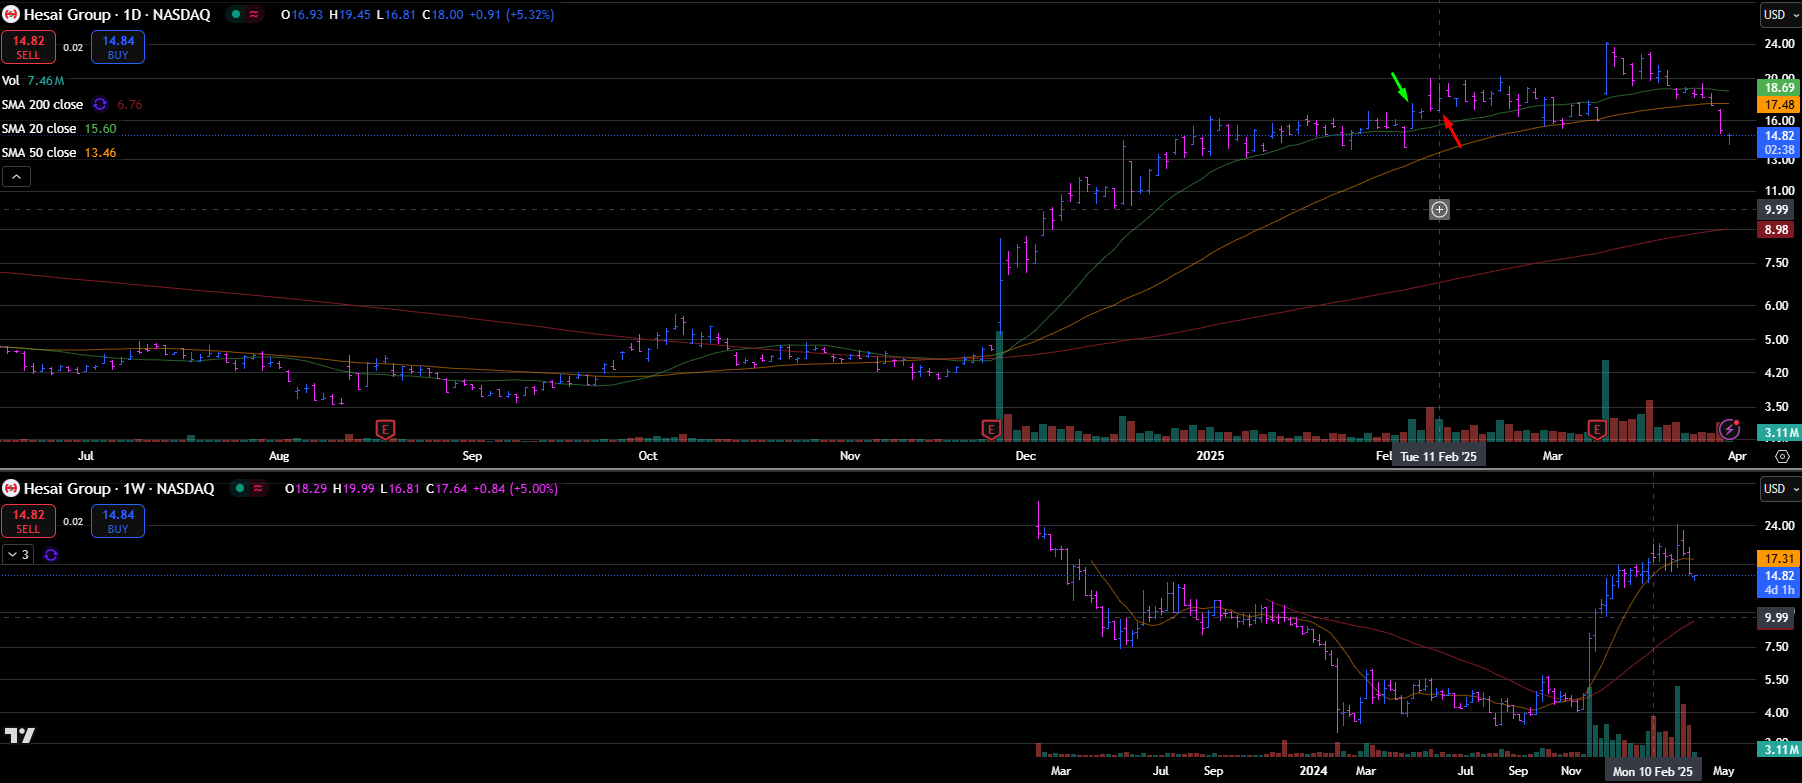 Hesai Group · 1D · NASDAQ O16.93 H19.45 L16.81 C18.00 +0.91 (+5.32%)
14.82 SELL 0.02 14.84 BUY
Vol 7.46 M
SMA 200 close 6.76
SMA 20 close 15.60
SMA 50 close 13.46
USD
24.00
20.00
18.69
17.48
16.00
14.82
02:38
13.00
11.00
9.99
8.98
7.50
6.00
5.00
4.20
3.50
3.11M
E
E
E
Jul Aug Sep Oct Nov Dec 2025 Feb Tue 11 Feb '25 Mar Apr
Hesai Group · 1W · NASDAQ O18.29 H19.99 L16.81 C17.64 +0.84 (+5.00%)
14.82 SELL 0.02 14.84 BUY
3
USD
24.00
17.31
14.82
4d 1h
9.99
7.50
5.50
4.00
3.11M
Mar Jul Sep 2024 Mar Jul Sep Nov Mon 10 Feb '25 May